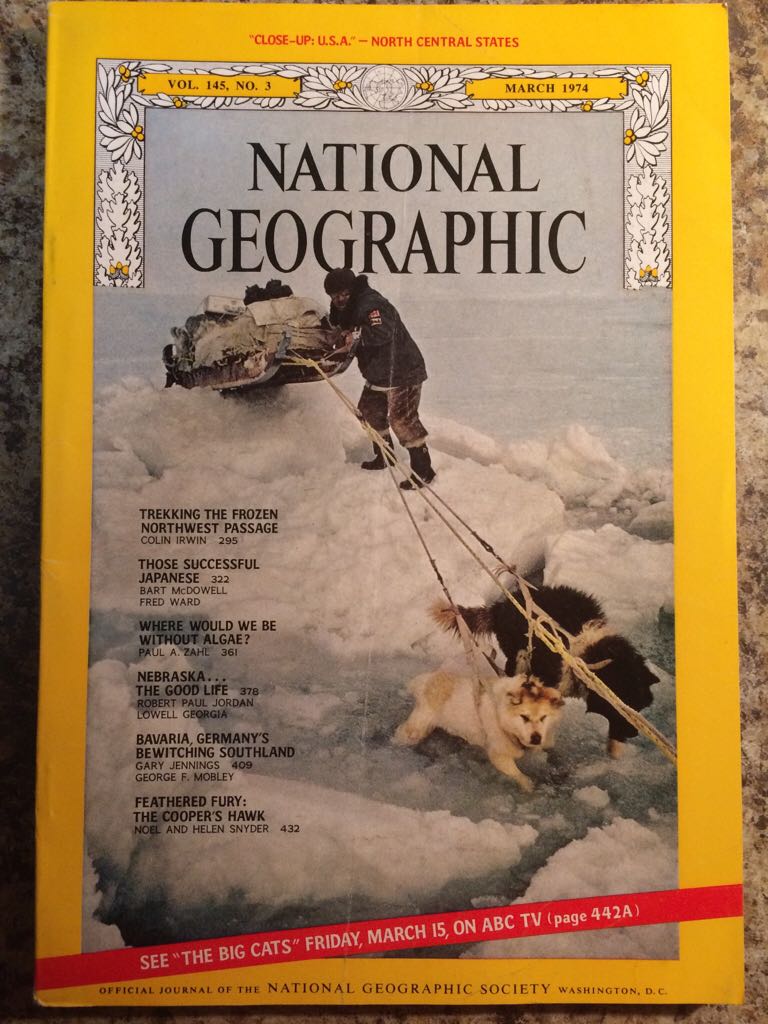 "CLOSE-UP: U.S.A." — NORTH CENTRAL STATES
VOL. 145, NO. 3
MARCH 1974
NATIONAL
GEOGRAPHIC
TREKKING THE FROZEN
NORTHWEST PASSAGE
COLIN IRWIN 295
THOSE SUCCESSFUL
JAPANESE 322
BART McDOWELL
FRED WARD
WHERE WOULD WE BE
WITHOUT ALGAE?
PAUL A. ZAHL 361
NEBRASKA...
THE GOOD LIFE 378
ROBERT PAUL JORDAN
LOWELL GEORGIA
BAVARIA, GERMANY'S
BEWITCHING SOUTHLAND
GARY JENNINGS 409
GEORGE F. MOBLEY
FEATHERED FURY:
THE COOPER'S HAWK
NOEL AND HELEN SNYDER 432
SEE "THE BIG CATS" FRIDAY, MARCH 15, ON ABC TV (page 442A)
OFFICIAL JOURNAL OF THE NATIONAL GEOGRAPHIC SOCIETY WASHINGTON, D.C.